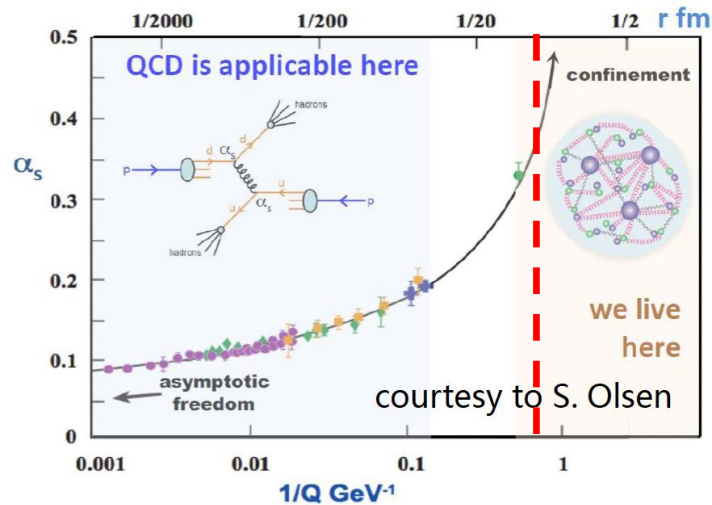 1/2000 1/200 1/20 1/2 r fm
0.5
QCD is applicable here
confinement
hadrons
0.4
d
d
αs
p
αs
0.3
u
u
p
αs
hadrons
0.2
we live
here
0.1
asymptotic
freedom
courtesy to S. Olsen
0
0.001 0.01 0.1 1
1/Q GeV⁻¹